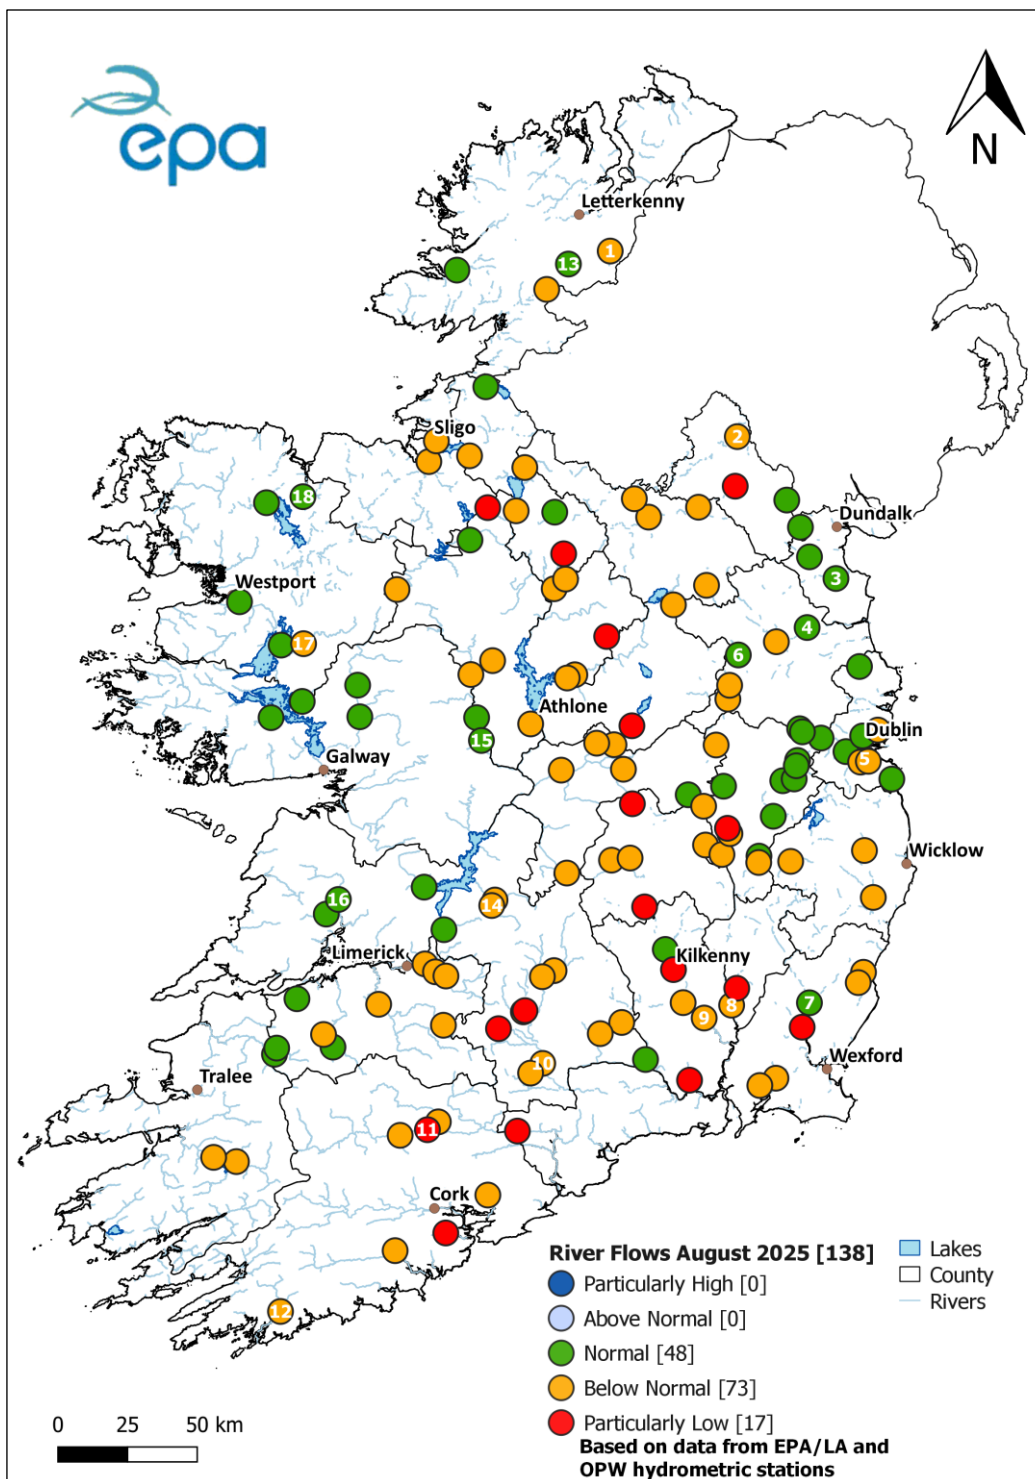 epa
N
Letterkenny
1
13
2
Sligo
18
Dundalk
3
Westport
4
17
6
Athlone
Dublin
15
5
Galway
Wicklow
16
14
Limerick
Kilkenny
7
8
9
10
Wexford
Tralee
11
Cork
12
River Flows August 2025 [138]
Particularly High [0]
Above Normal [0]
Normal [48]
Below Normal [73]
Particularly Low [17]
Based on data from EPA/LA and
OPW hydrometric stations
Lakes
County
Rivers
0 25 50 km